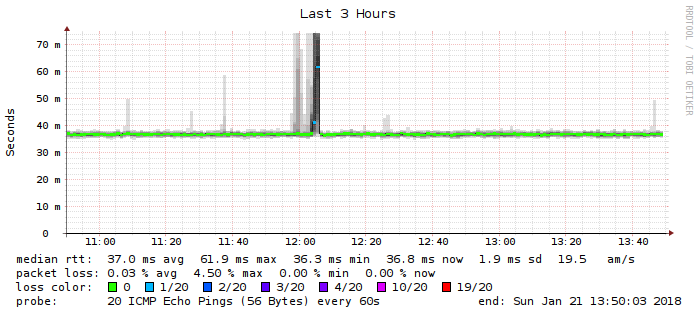 Last 3 Hours
RRDTOOL / TOBI OETIKER
Seconds
70 m
60 m
50 m
40 m
30 m
20 m
10 m
0
11:00 11:20 11:40 12:00 12:20 12:40 13:00 13:20 13:40
median rtt: 37.0 ms avg 61.9 ms max 36.3 ms min 36.8 ms now 1.9 ms sd 19.5 am/s
packet loss: 0.03 % avg 4.50 % max 0.00 % min 0.00 % now
loss color: 0 1/20 2/20 3/20 4/20 10/20 19/20
probe: 20 ICMP Echo Pings (56 Bytes) every 60s end: Sun Jan 21 13:50:03 2018